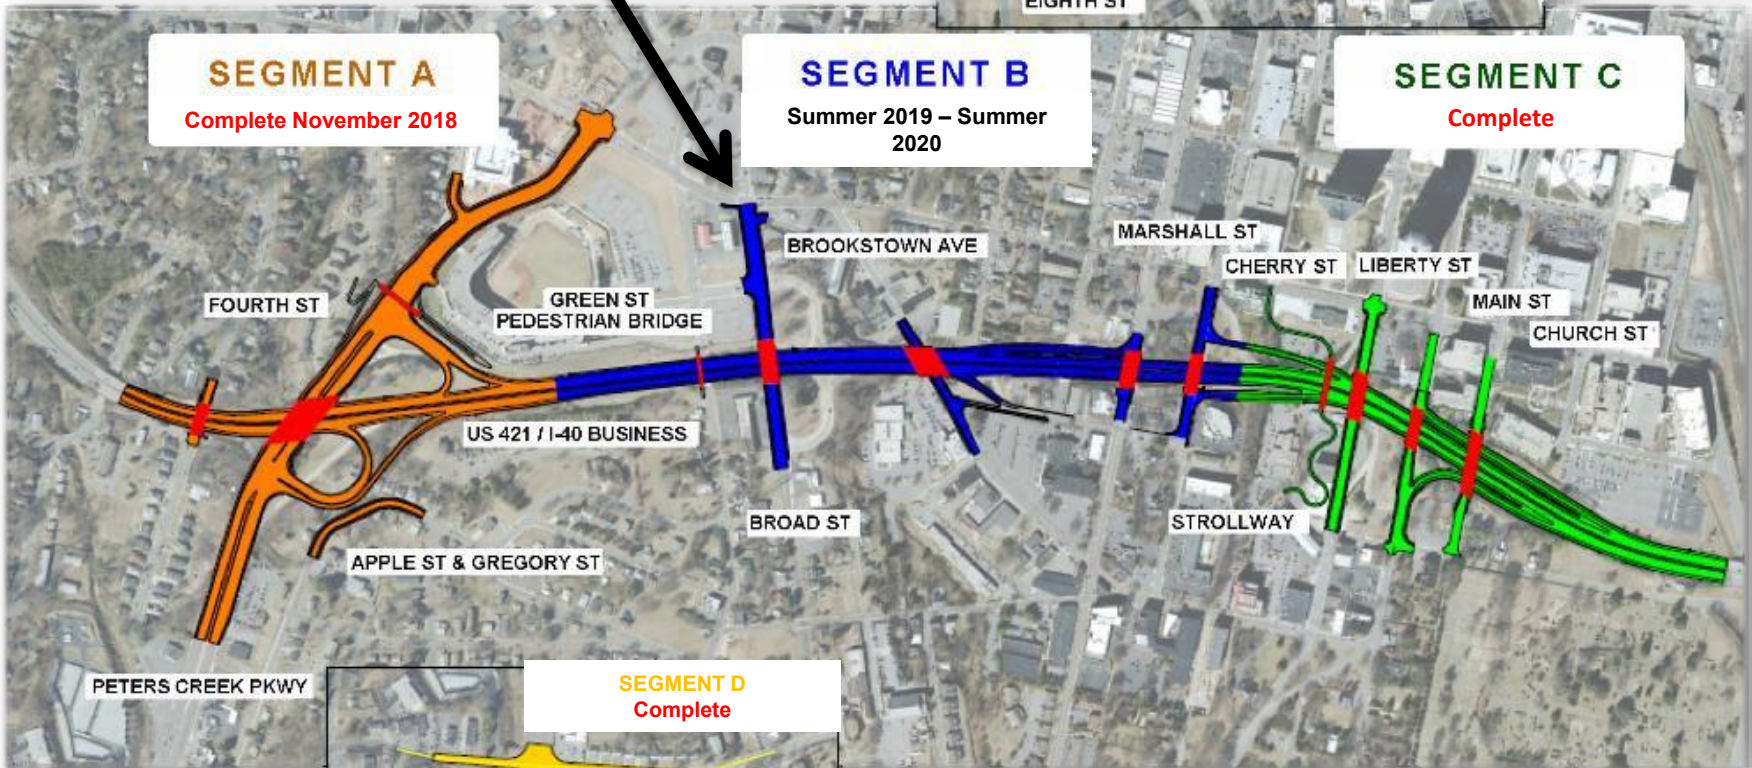 EIGHTH ST
SEGMENT A
Complete November 2018
SEGMENT B
Summer 2019 – Summer
2020
SEGMENT C
Complete
MARSHALL ST
BROOKSTOWN AVE
CHERRY ST
LIBERTY ST
FOURTH ST
GREEN ST
PEDESTRIAN BRIDGE
MAIN ST
CHURCH ST
US 421 / I-40 BUSINESS
BROAD ST
STROLLWAY
APPLE ST & GREGORY ST
PETERS CREEK PKWY
SEGMENT D
Complete